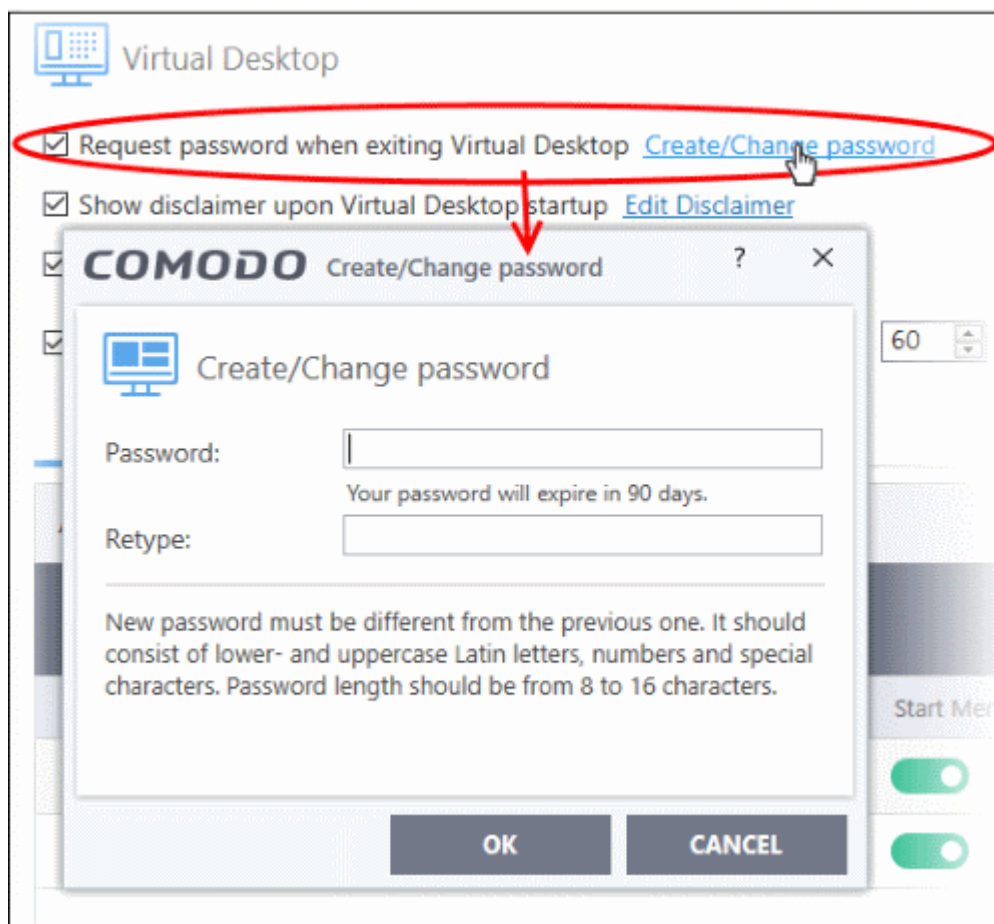 Virtual Desktop
Request password when exiting Virtual Desktop Create/Change password
Show disclaimer upon Virtual Desktop startup Edit Disclaimer
COMODO Create/Change password ? ×
60
Create/Change password
Password:
Your password will expire in 90 days.
Retype:
New password must be different from the previous one. It should
consist of lower- and uppercase Latin letters, numbers and special
characters. Password length should be from 8 to 16 characters.
Start Mer
OK CANCEL